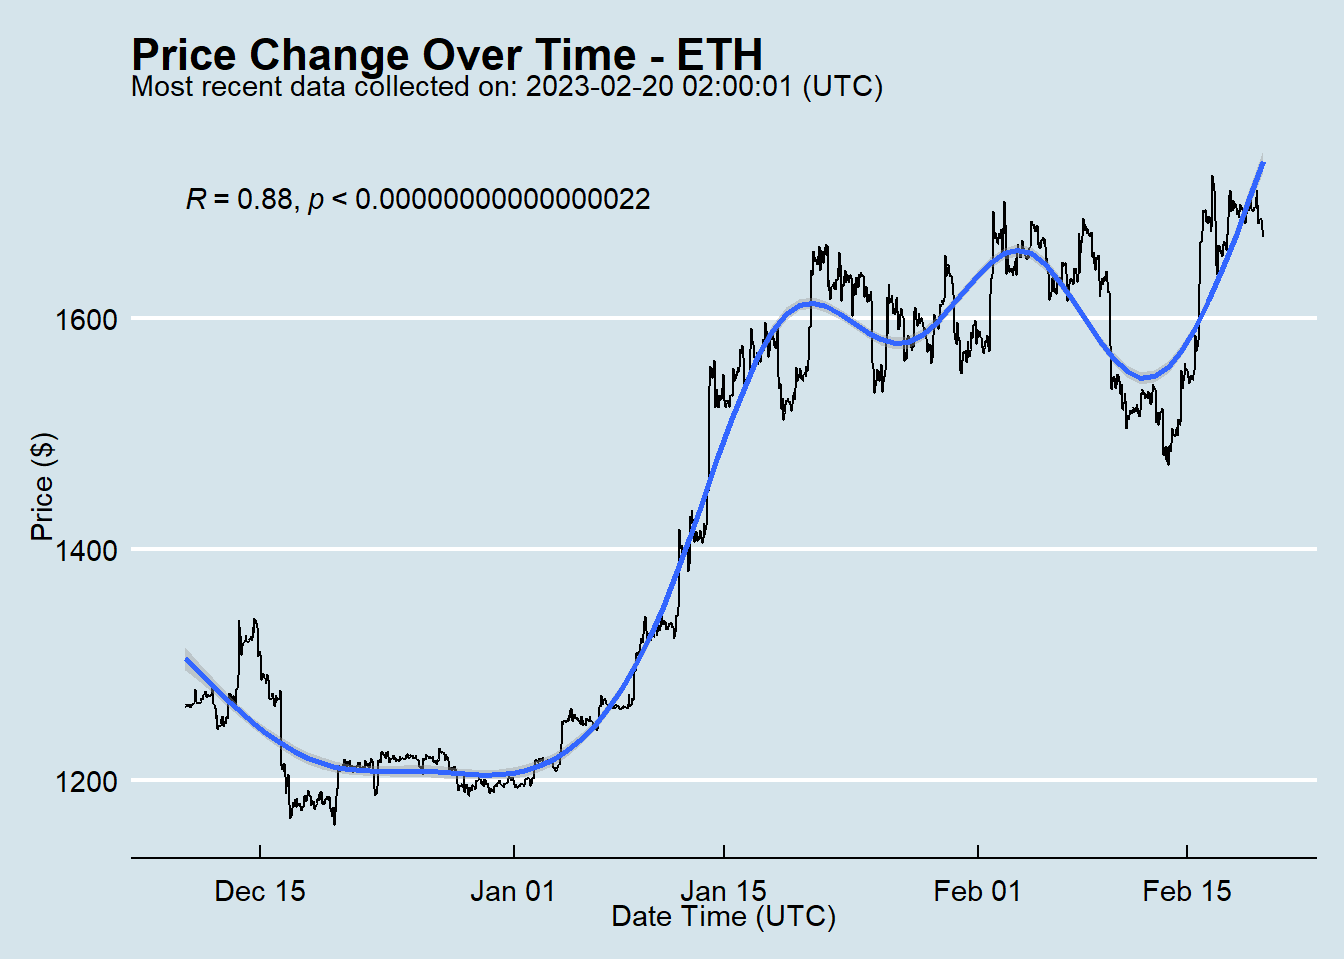 Price Change Over Time - ETH
Most recent data collected on: 2023-02-20 02:00:01 (UTC)
R = 0.88, p < 0.00000000000000022
1600
1400
1200
Price ($)
Dec 15
Jan 01
Jan 15
Feb 01
Feb 15
Date Time (UTC)